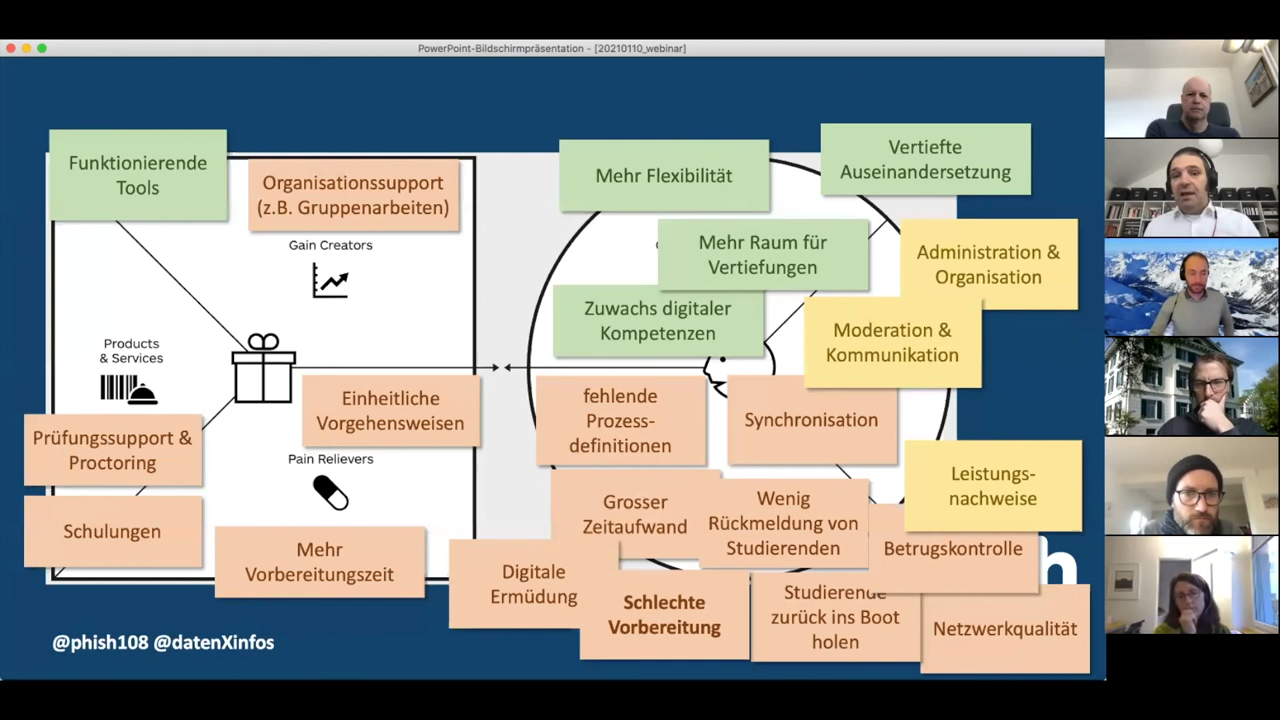 PowerPoint-Bildschirmpräsentation - [20210110_webinar]
Funktionierende
Tools
Organisationssupport
(z.B. Gruppenarbeiten)
Gain Creators
Products
& Services
Einheitliche
Vorgehensweisen
Prüfungssupport &
Proctoring
Pain Relievers
Schulungen
Mehr
Vorbereitungszeit
Mehr Flexibilität
Vertiefte
Auseinandersetzung
Mehr Raum für
Vertiefungen
Administration &
Organisation
Zuwachs digitaler
Kompetenzen
Moderation &
Kommunikation
fehlende
Prozess-
definitionen
Synchronisation
Leistungs-
nachweise
Grosser
Zeitaufwand
Wenig
Rückmeldung von
Studierenden
Betrugskontrolle
Digitale
Ermüdung
Schlechte
Vorbereitung
Studierende
zurück ins Boot
holen
Netzwerkqualität
h
@phish108 @datenXinfos